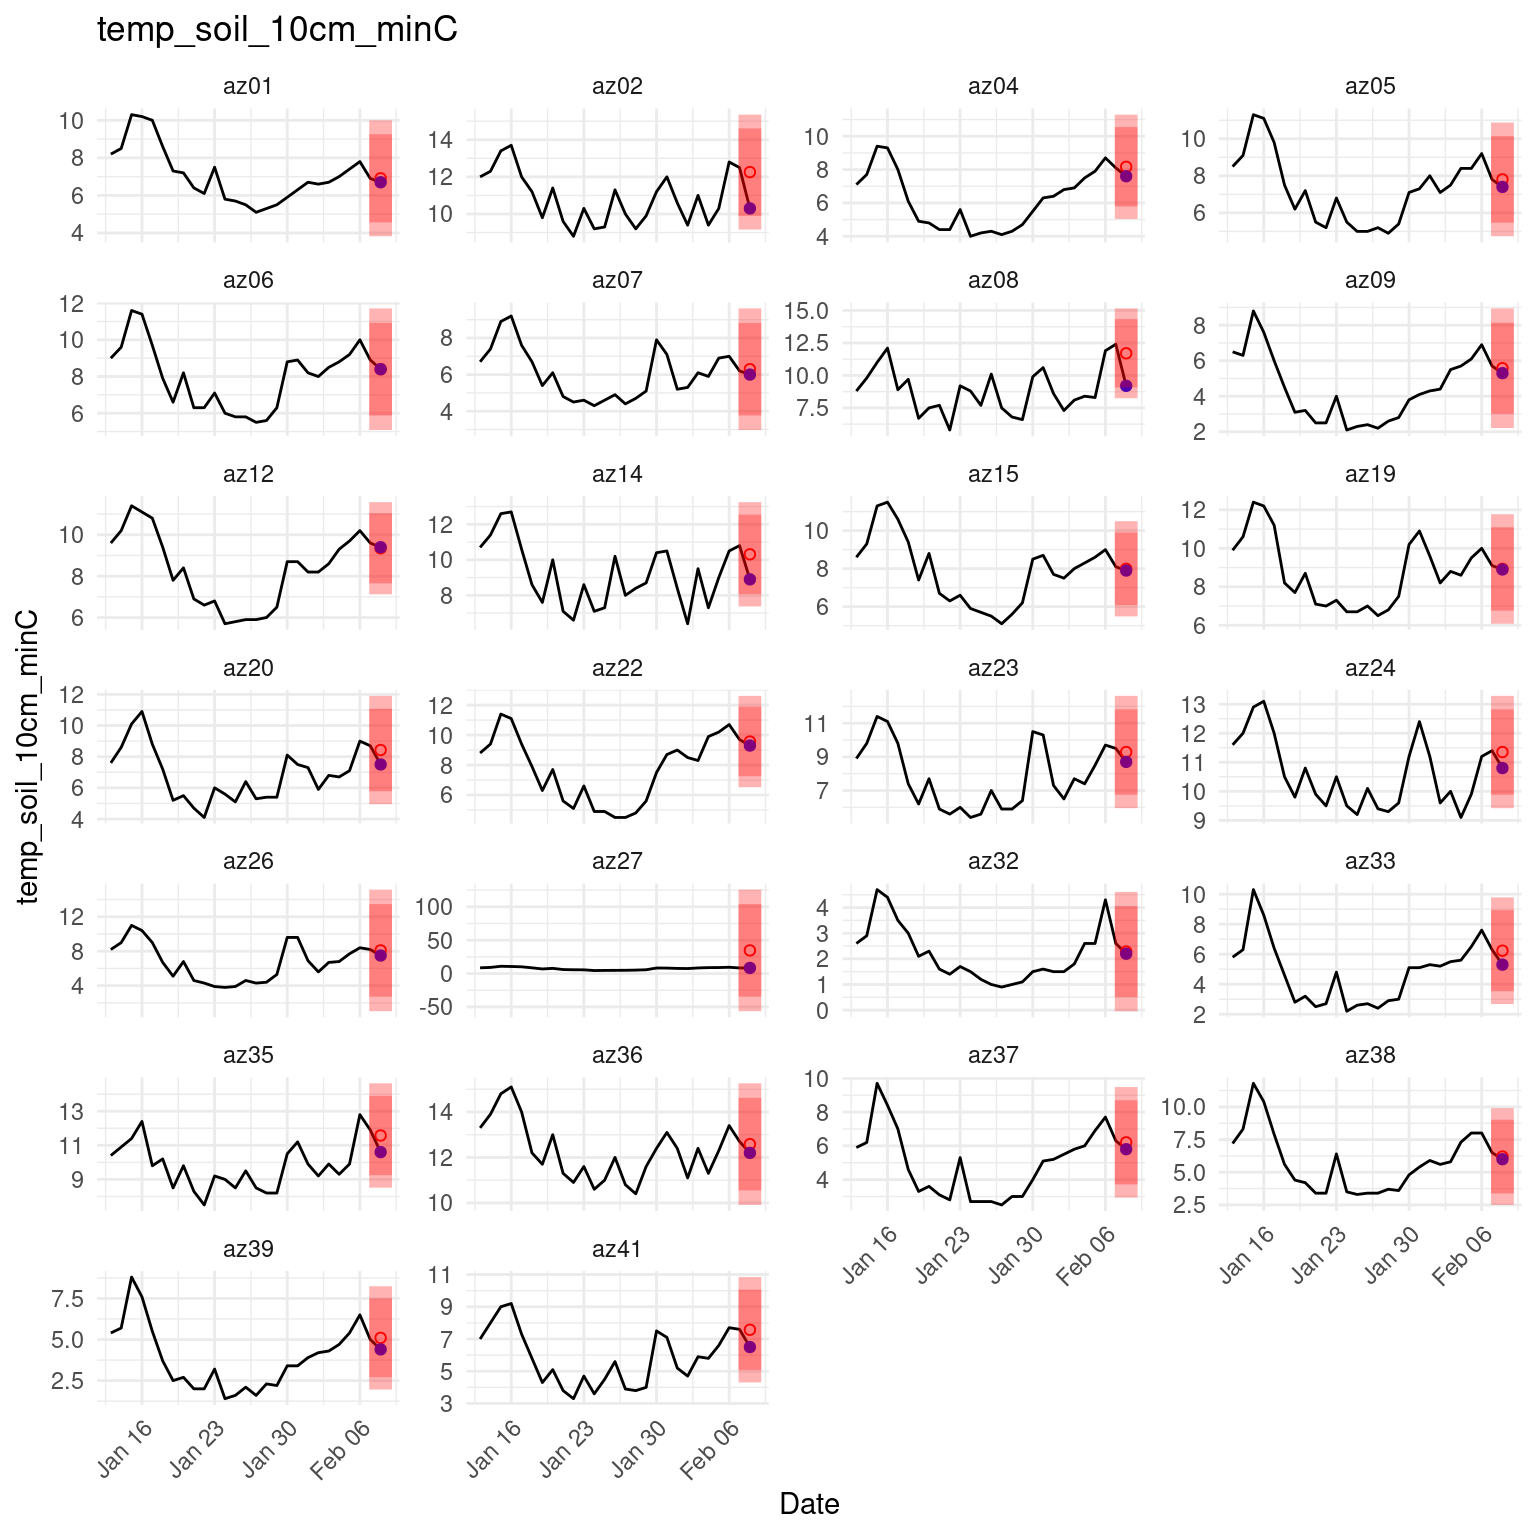 temp_soil_10cm_minC
az01 az02 az04 az05
10 8 6 4
14 12 10
10 8 6 4
10 8 6
az06 az07 az08 az09
12 10 8 6
8 6 4
15.0 12.5 10.0 7.5
8 6 4 2
az12 az14 az15 az19
10 8 6
12 10 8
10 8 6
12 10 8 6
az20 az22 az23 az24
12 10 8 6 4
12 10 8 6
11 9 7
13 12 11 10 9
az26 az27 az32 az33
12 8 4
100 50 0 -50
4 3 2 1 0
10 8 6 4 2
az35 az36 az37 az38
13 11 9
14 12 10
10 8 6 4
10.0 7.5 5.0 2.5
Jan 16 Jan 23 Jan 30 Feb 06
Jan 16 Jan 23 Jan 30 Feb 06
az39 az41
7.5 5.0 2.5
11 9 7 5 3
Jan 16 Jan 23 Jan 30 Feb 06
Jan 16 Jan 23 Jan 30 Feb 06
temp_soil_10cm_minC
Date